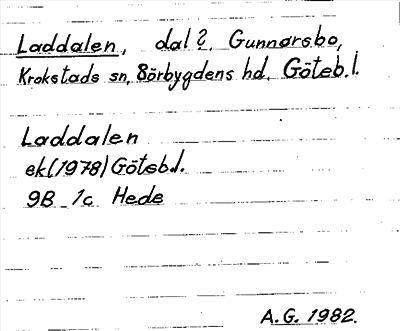 Laddalen, dal? Gunnarsbo,
Krokstads sn, Sörbygdens hd. Göteb.l.
Laddalen
ek(1978) Göteb.l.
9B 1c Hede
A.G. 1982.